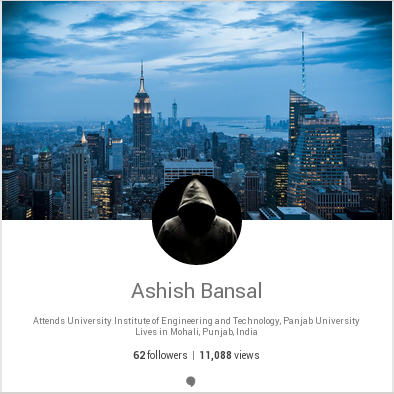 Ashish Bansal
Attends University Institute of Engineering and Technology, Panjab University
Lives in Mohali, Punjab, India
62 followers | 11,088 views